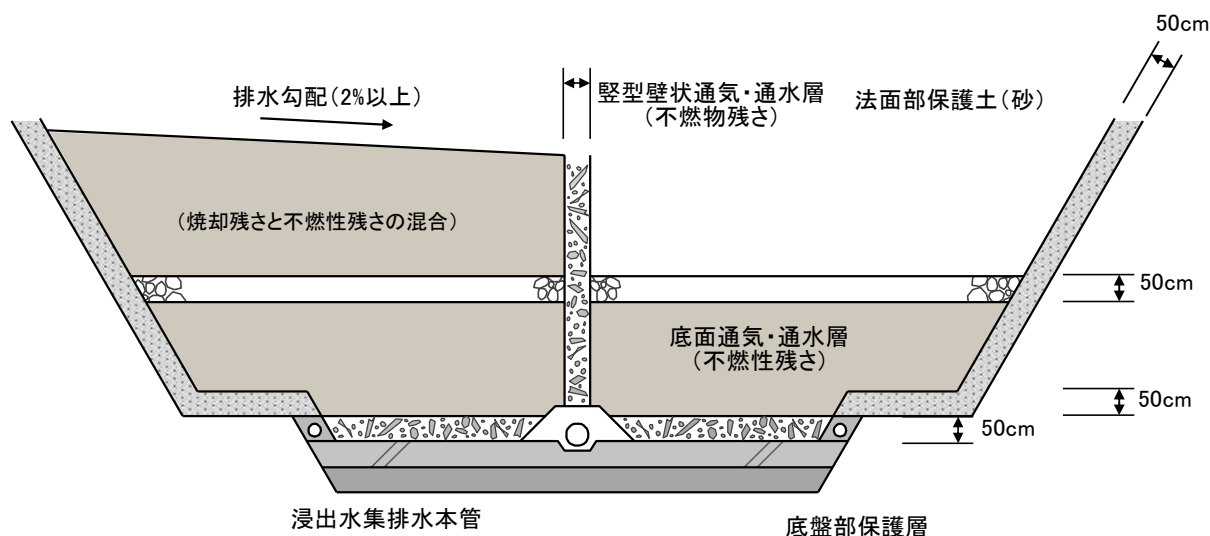 50cm
排水勾配（2%以上）
竪型壁状通気・通水層
（不燃物残さ）
法面部保護土（砂）
（焼却残さと不燃性残さの混合）
50cm
底面通気・通水層
（不燃性残さ）
50cm
50cm
浸出水集排水本管
底盤部保護層